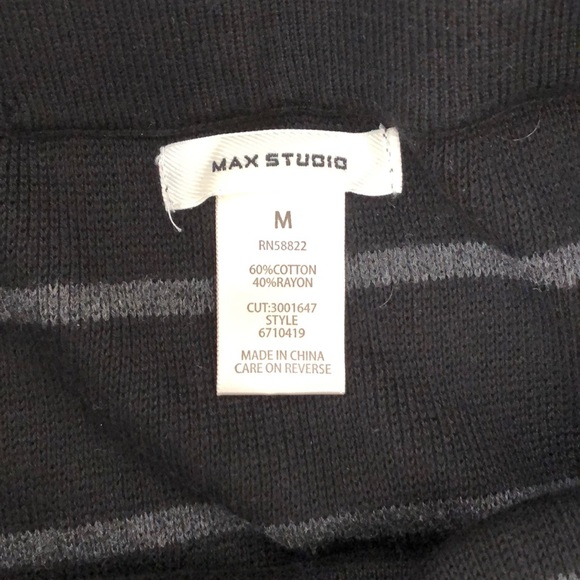 MAX STUDIO
M
RN58822
60%COTTON
40%RAYON
CUT:3001647
STYLE
6710419
MADE IN CHINA
CARE ON REVERSE